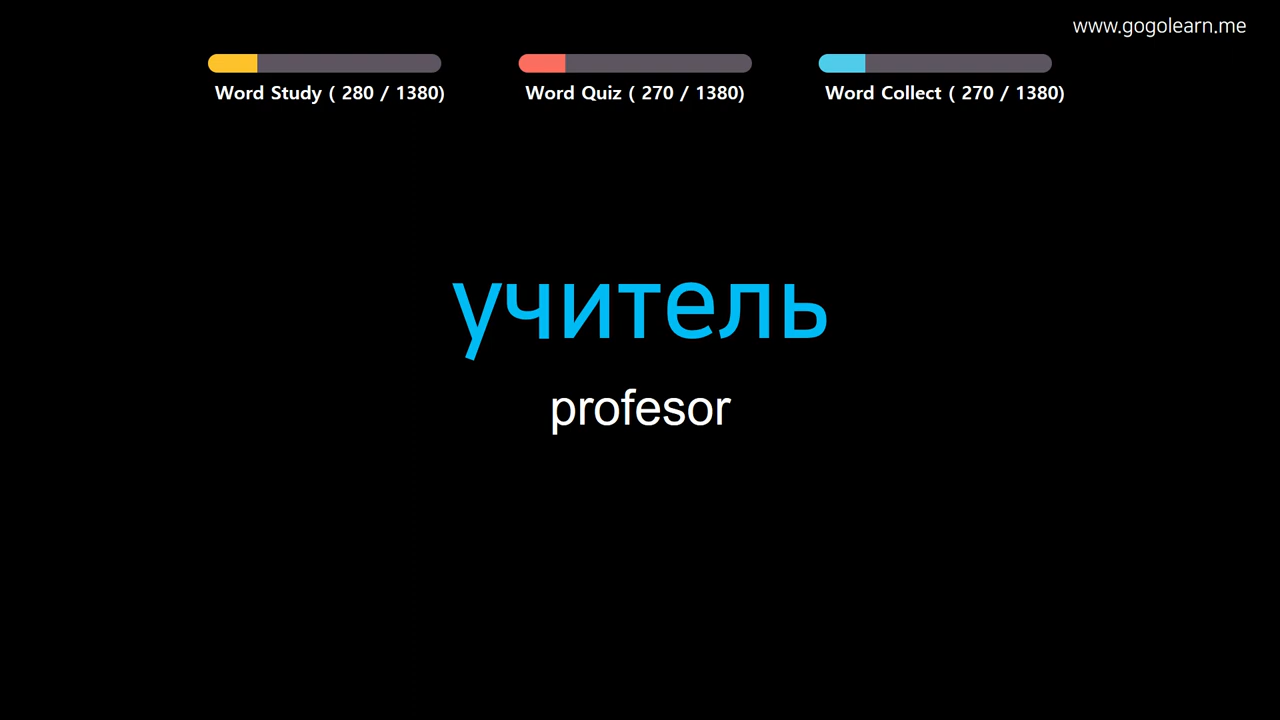 www.gogolearn.me
Word Study ( 280 / 1380)
Word Quiz ( 270 / 1380)
Word Collect ( 270 / 1380)
учитель
profesor